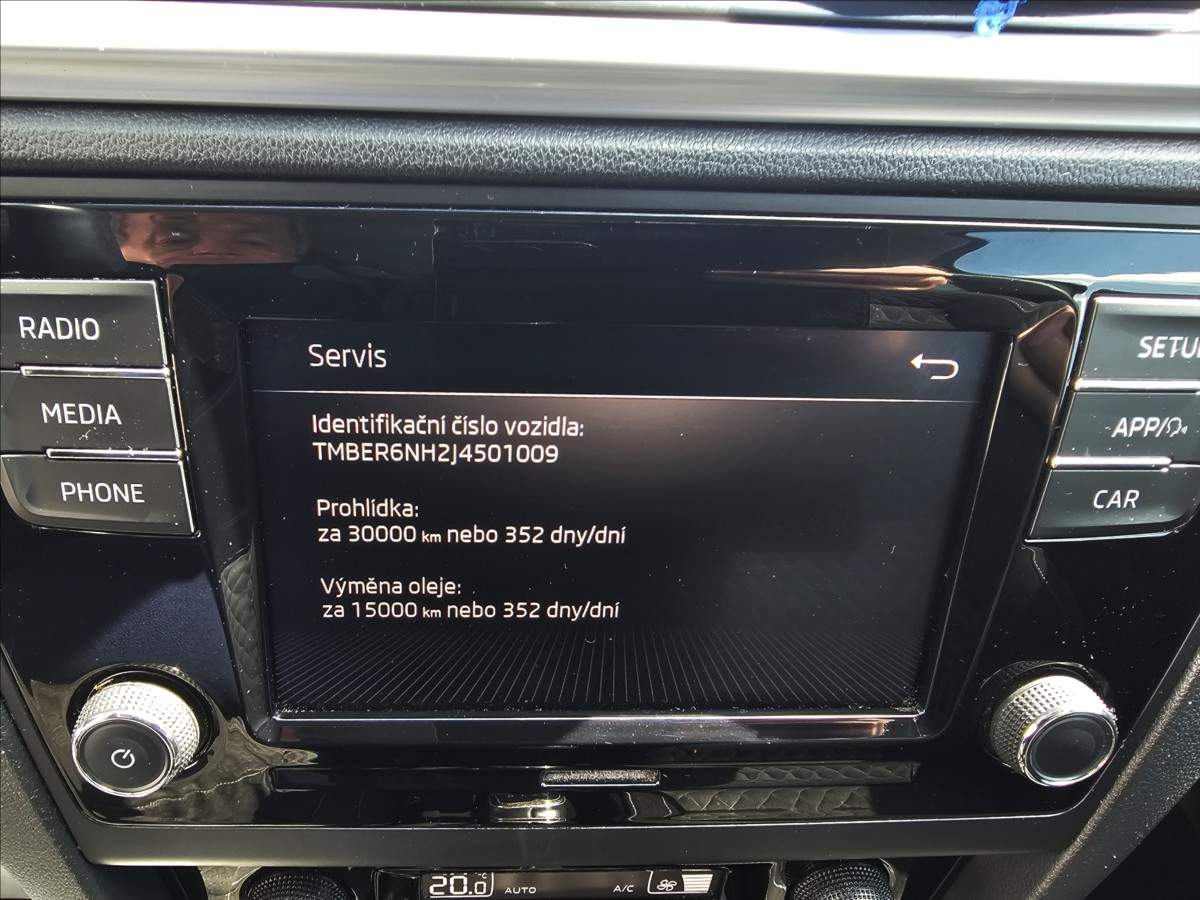 RADIO
MEDIA
PHONE
Servis
Identifikační číslo vozidla:
TMBER6NH2J4501009
Prohlídka:
za 30000 km nebo 352 dny/dní
Výměna oleje:
za 15000 km nebo 352 dny/dní
SETU
APP/
CAR
20.0 °C
AUTO
A/C